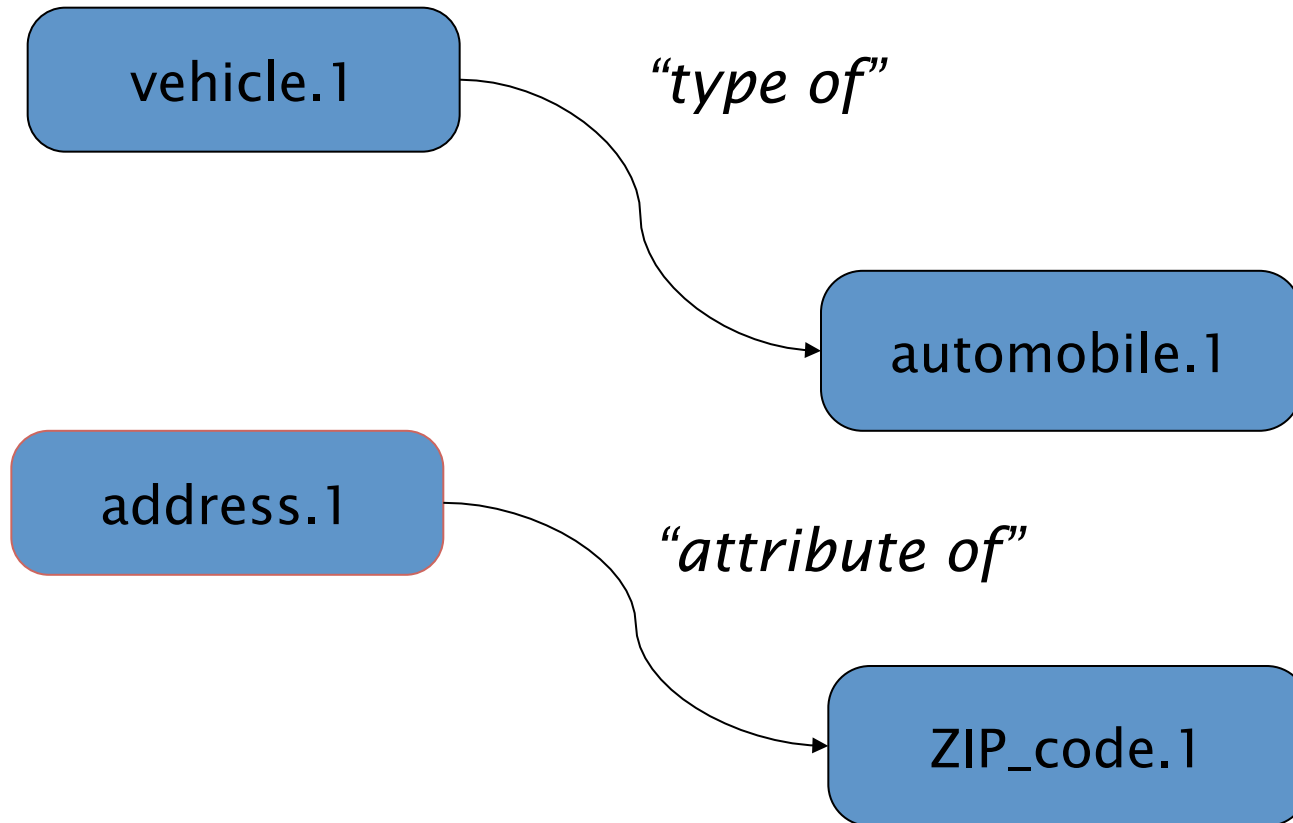 vehicle.1
“type of”
automobile.1
address.1
“attribute of”
ZIP_code.1